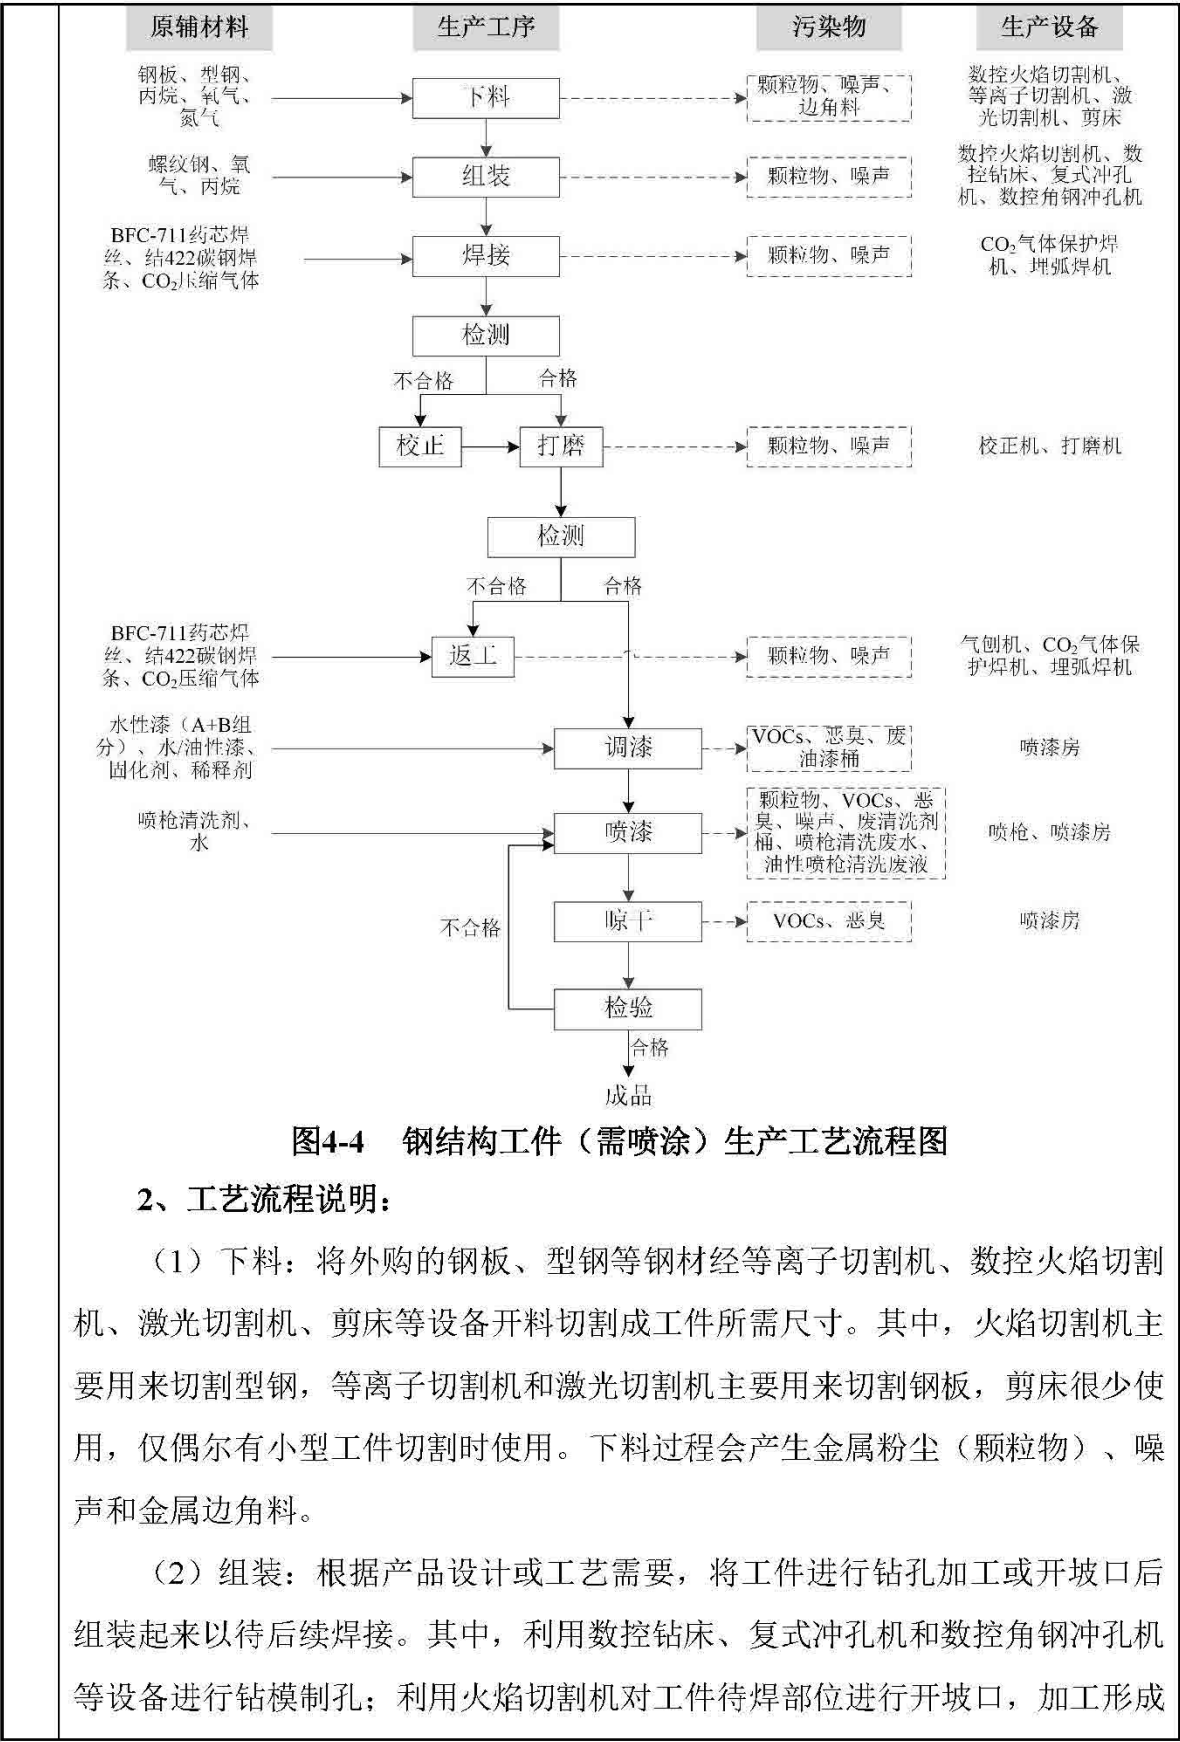 原辅材料
生产工序
污染物
生产设备
钢板、型钢、
丙烷、氧气、
氮气
下料
颗粒物、噪声、
边角料
数控火焰切割机、
等离子切割机、激
光切割机、剪床
螺纹钢、氧
气、丙烷
组装
颗粒物、噪声
数控火焰切割机、数
控钻床、复式冲孔
机、数控角钢冲孔机
BFC-711药芯焊
丝、结422碳钢焊
条、CO₂压缩气体
焊接
颗粒物、噪声
CO₂气体保护焊
机、埋弧焊机
检测
不合格
合格
校正
打磨
颗粒物、噪声
校正机、打磨机
检测
不合格
合格
BFC-711药芯焊
丝、结422碳钢焊
条、CO₂压缩气体
返工
颗粒物、噪声
气刨机、CO₂气体保
护焊机、埋弧焊机
水性漆（A+B组
分）、水/油性漆、
固化剂、稀释剂
调漆
VOCs、恶臭、废
油漆桶
喷漆房
喷枪清洗剂、
水
喷漆
颗粒物、VOCs、恶
臭、噪声、废清洗剂
桶、喷枪清洗废水、
油性喷枪清洗废液
喷枪、喷漆房
不合格
晾干
VOCs、恶臭
喷漆房
检验
合格
成品
图4-4 钢结构工件（需喷涂）生产工艺流程图
2、工艺流程说明：
（1）下料：将外购的钢板、型钢等钢材经等离子切割机、数控火焰切割
机、激光切割机、剪床等设备开料切割成工件所需尺寸。其中，火焰切割机主
要用来切割型钢，等离子切割机和激光切割机主要用来切割钢板，剪床很少使
用，仅偶尔有小型工件切割时使用。下料过程会产生金属粉尘（颗粒物）、噪
声和金属边角料。
（2）组装：根据产品设计或工艺需要，将工件进行钻孔加工或开坡口后
组装起来以待后续焊接。其中，利用数控钻床、复式冲孔机和数控角钢冲孔机
等设备进行钻模制孔；利用火焰切割机对工件待焊部位进行开坡口，加工形成